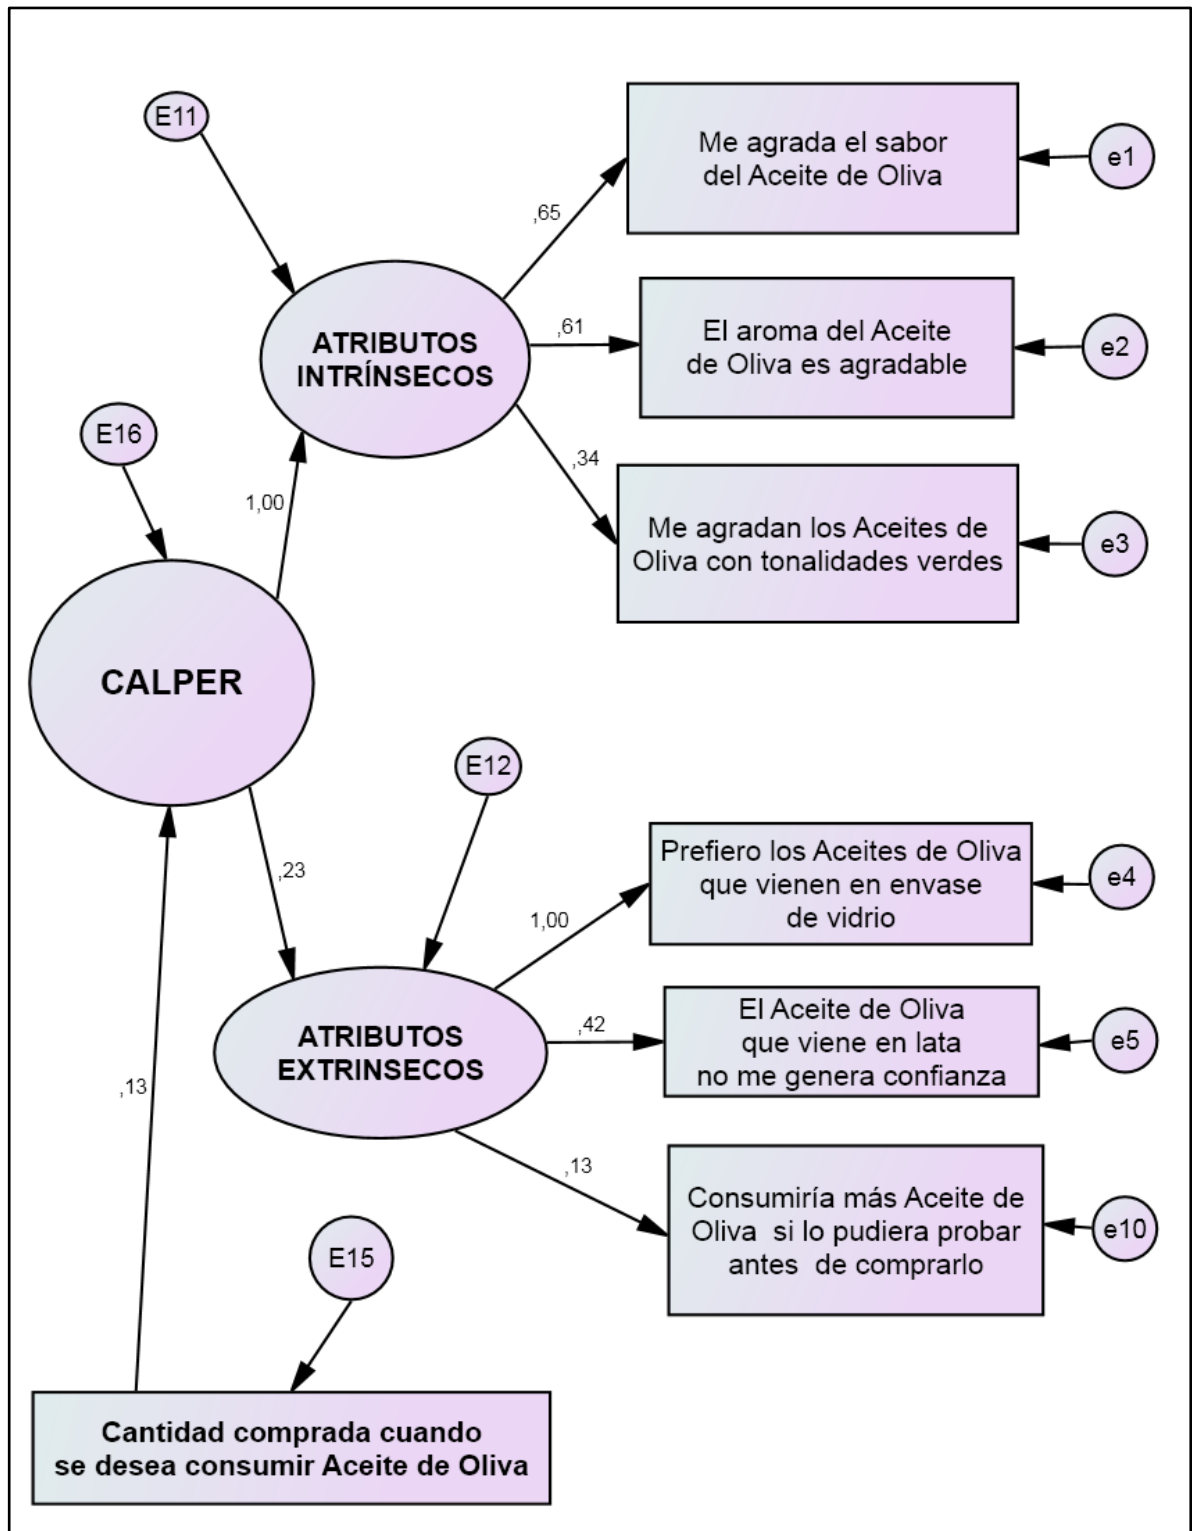 E11
Me agrada el sabor
del Aceite de Oliva
e1
,65
ATRIBUTOS
INTRÍNSECOS
,61
El aroma del Aceite
de Oliva es agradable
e2
E16
,34
1,00
Me agradan los Aceites de
Oliva con tonalidades verdes
e3
CALPER
E12
,23
Prefiero los Aceites de Oliva
que vienen en envase
de vidrio
e4
1,00
ATRIBUTOS
EXTRINSECOS
,42
El Aceite de Oliva
que viene en lata
no me genera confianza
e5
,13
,13
Consumiría más Aceite de
Oliva si lo pudiera probar
antes de comprarlo
e10
E15
Cantidad comprada cuando
se desea consumir Aceite de Oliva